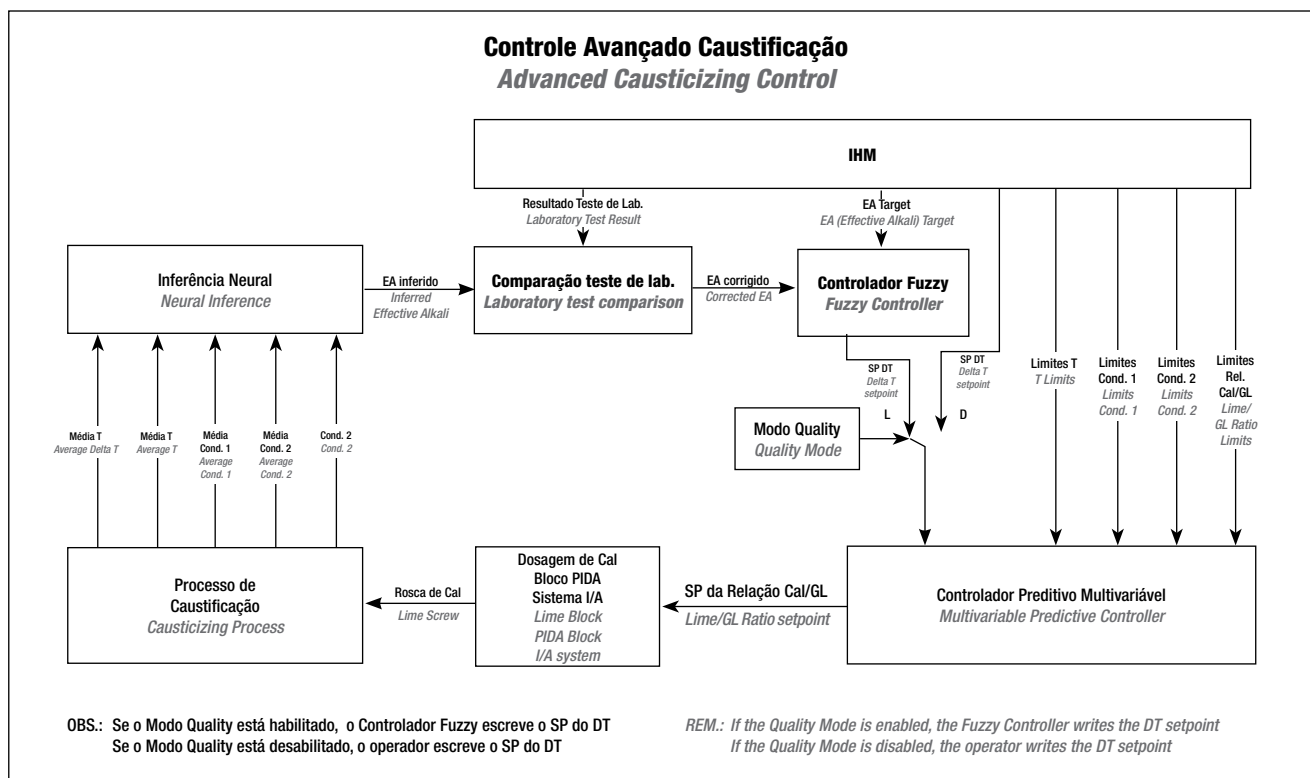 Controle Avançado Caustificação
Advanced Causticizing Control
IHM
Resultado Teste de Lab.
Laboratory Test Result
EA Target
EA (Effective Alkali) Target
Inferência Neural
Neural Inference
EA inferido
Inferred
Effective Alkali
Comparação teste de lab.
Laboratory test comparison
EA corrigido
Corrected EA
Controlador Fuzzy
Fuzzy Controller
SP DT
Delta T
setpoint
SP DT
Delta T
setpoint
L
D
Limites T
T Limits
Limites
Cond. 1
Limits
Cond. 1
Limites
Cond. 2
Limits
Cond. 2
Limites
Rel.
Cal/GL
Lime/
GL Ratio
Limits
Modo Quality
Quality Mode
Média T
Average Delta T
Média T
Average T
Média
Cond. 1
Average
Cond. 1
Média
Cond. 2
Average
Cond. 2
Cond. 2
Cond. 2
Processo de
Caustificação
Causticizing Process
Rosca de Cal
Lime Screw
Dosagem de Cal
Bloco PIDA
Sistema I/A
Lime Block
PIDA Block
I/A system
SP da Relação Cal/GL
Lime/GL Ratio setpoint
Controlador Preditivo Multivariável
Multivariable Predictive Controller
OBS.: Se o Modo Quality está habilitado, o Controlador Fuzzy escreve o SP do DT
Se o Modo Quality está desabilitado, o operador escreve o SP do DT
REM.: If the Quality Mode is enabled, the Fuzzy Controller writes the DT setpoint
If the Quality Mode is disabled, the operator writes the DT setpoint